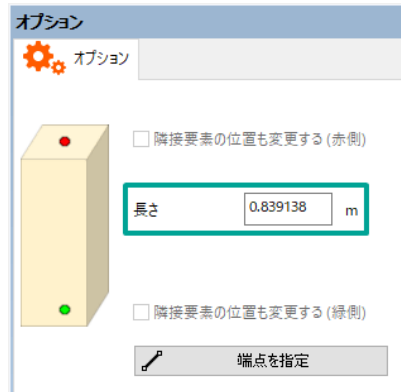 オプション
オプション
隣接要素の位置も変更する(赤側)
長さ 0.839138 m
隣接要素の位置も変更する(緑側)
端点を指定